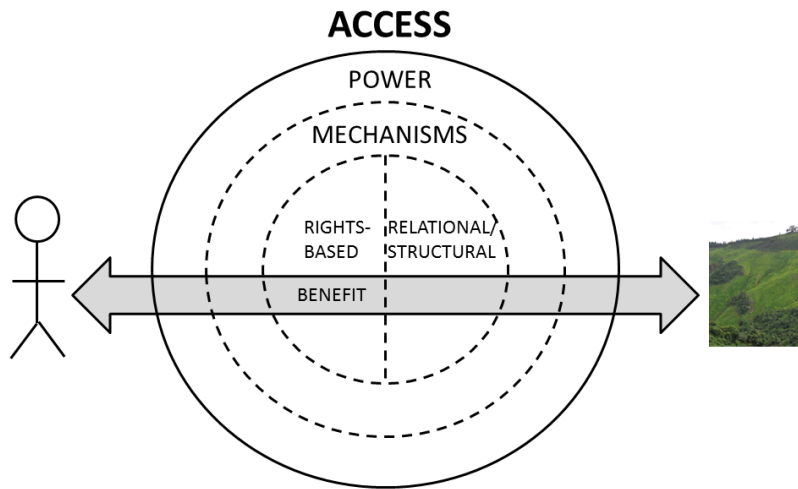 ACCESS
POWER
MECHANISMS
RIGHTS-
BASED
RELATIONAL/
STRUCTURAL
BENEFIT